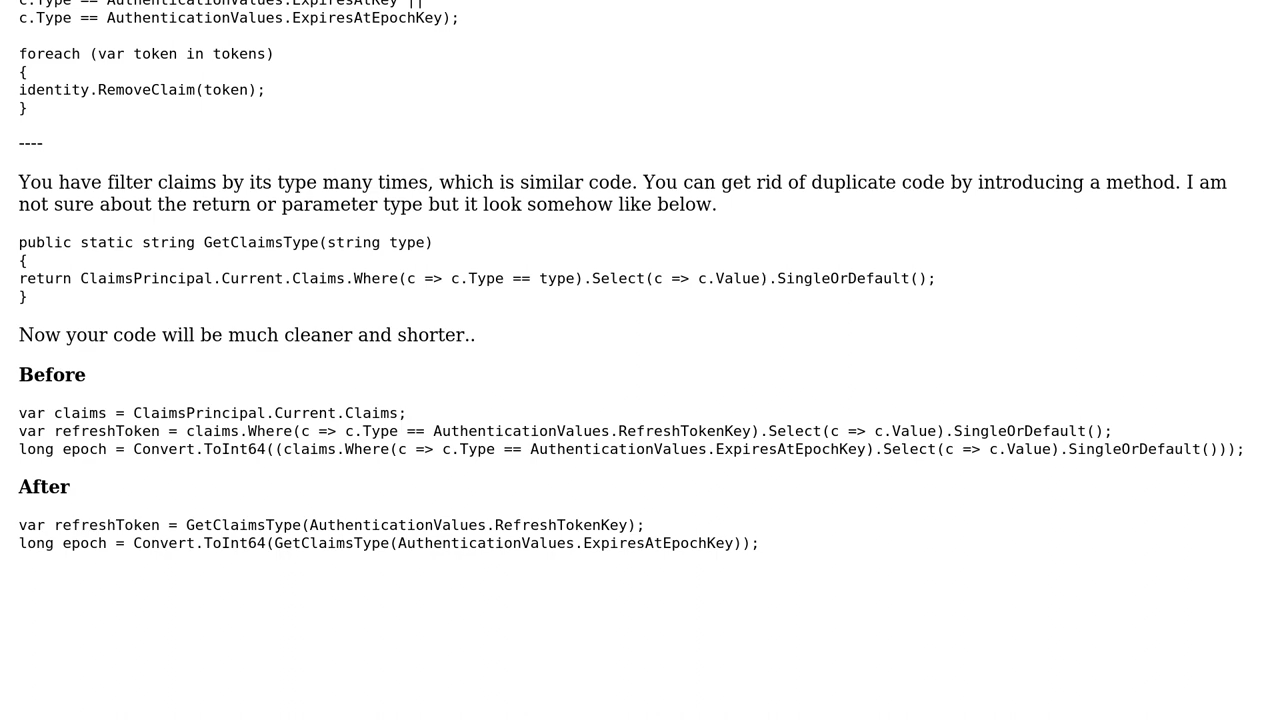 c.Type == AuthenticationValues.ExpiresAtKey ||
c.Type == AuthenticationValues.ExpiresAtEpochKey);
foreach (var token in tokens)
{
identity.RemoveClaim(token);
}
----
You have filter claims by its type many times, which is similar code. You can get rid of duplicate code by introducing a method. I am
not sure about the return or parameter type but it look somehow like below.
public static string GetClaimsType(string type)
{
return ClaimsPrincipal.Current.Claims.Where(c => c.Type == type).Select(c => c.Value).SingleOrDefault();
}
Now your code will be much cleaner and shorter..
Before
var claims = ClaimsPrincipal.Current.Claims;
var refreshToken = claims.Where(c => c.Type == AuthenticationValues.RefreshTokenKey).Select(c => c.Value).SingleOrDefault();
long epoch = Convert.ToInt64((claims.Where(c => c.Type == AuthenticationValues.ExpiresAtEpochKey).Select(c => c.Value).SingleOrDefault()));
After
var refreshToken = GetClaimsType(AuthenticationValues.RefreshTokenKey);
long epoch = Convert.ToInt64(GetClaimsType(AuthenticationValues.ExpiresAtEpochKey));